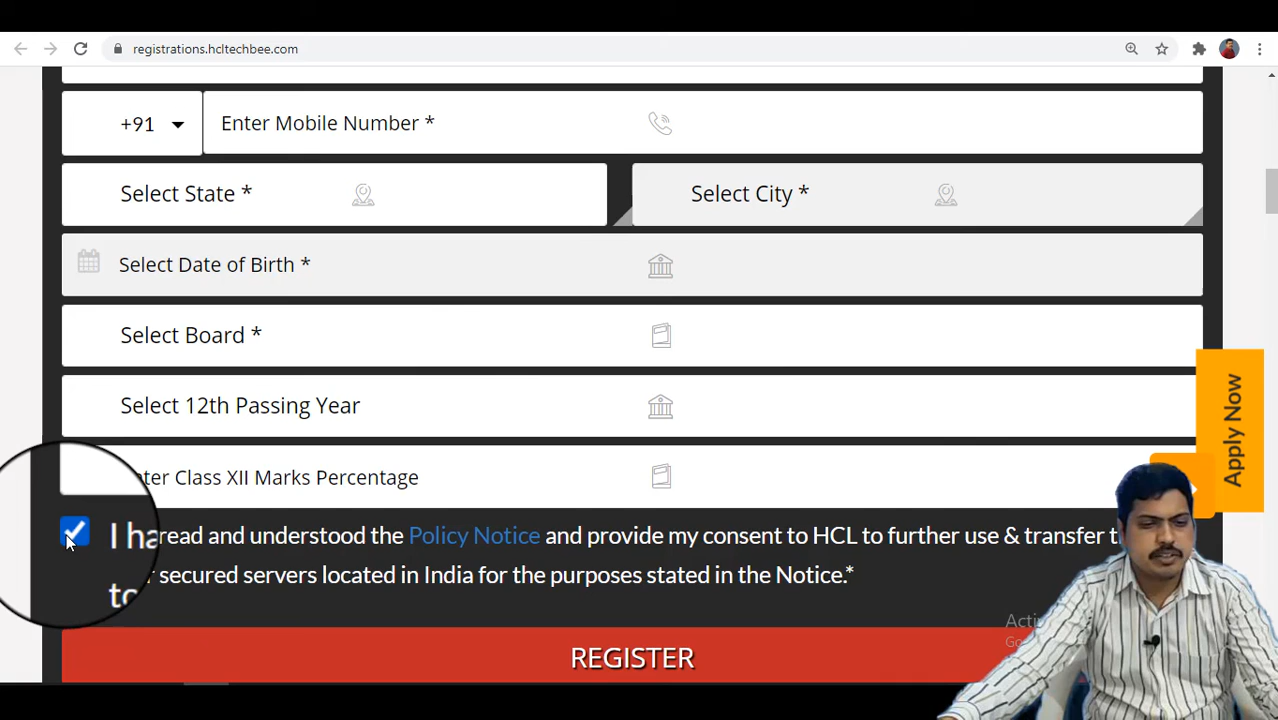 registrations.hcltechbee.com
+91 Enter Mobile Number *
Select State * Select City *
Select Date of Birth *
Select Board *
Select 12th Passing Year
Enter Class XII Marks Percentage
I ha read and understood the Policy Notice and provide my consent to HCL to further use & transfer t
to secured servers located in India for the purposes stated in the Notice.*
REGISTER
Apply Now